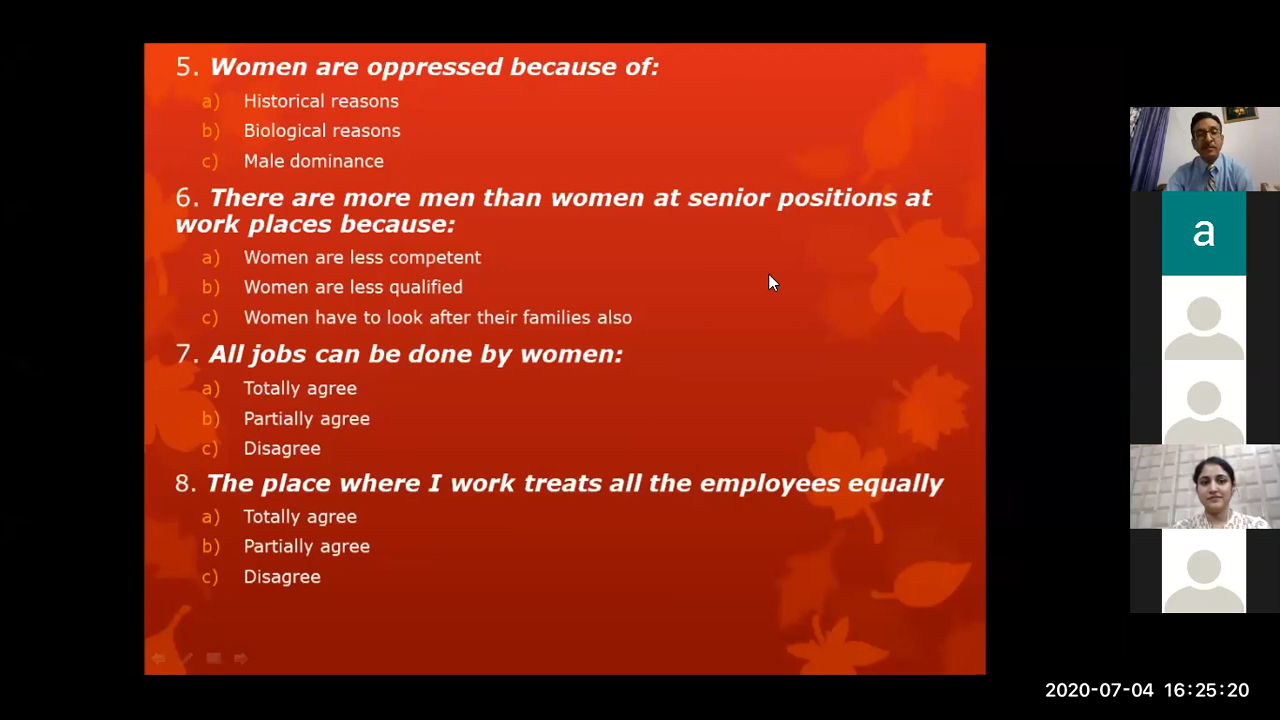 5. Women are oppressed because of:
a) Historical reasons
b) Biological reasons
c) Male dominance
6. There are more men than women at senior positions at
work places because:
a) Women are less competent
b) Women are less qualified
c) Women have to look after their families also
7. All jobs can be done by women:
a) Totally agree
b) Partially agree
c) Disagree
8. The place where I work treats all the employees equally
a) Totally agree
b) Partially agree
c) Disagree
a
2020-07-04 16:25:20